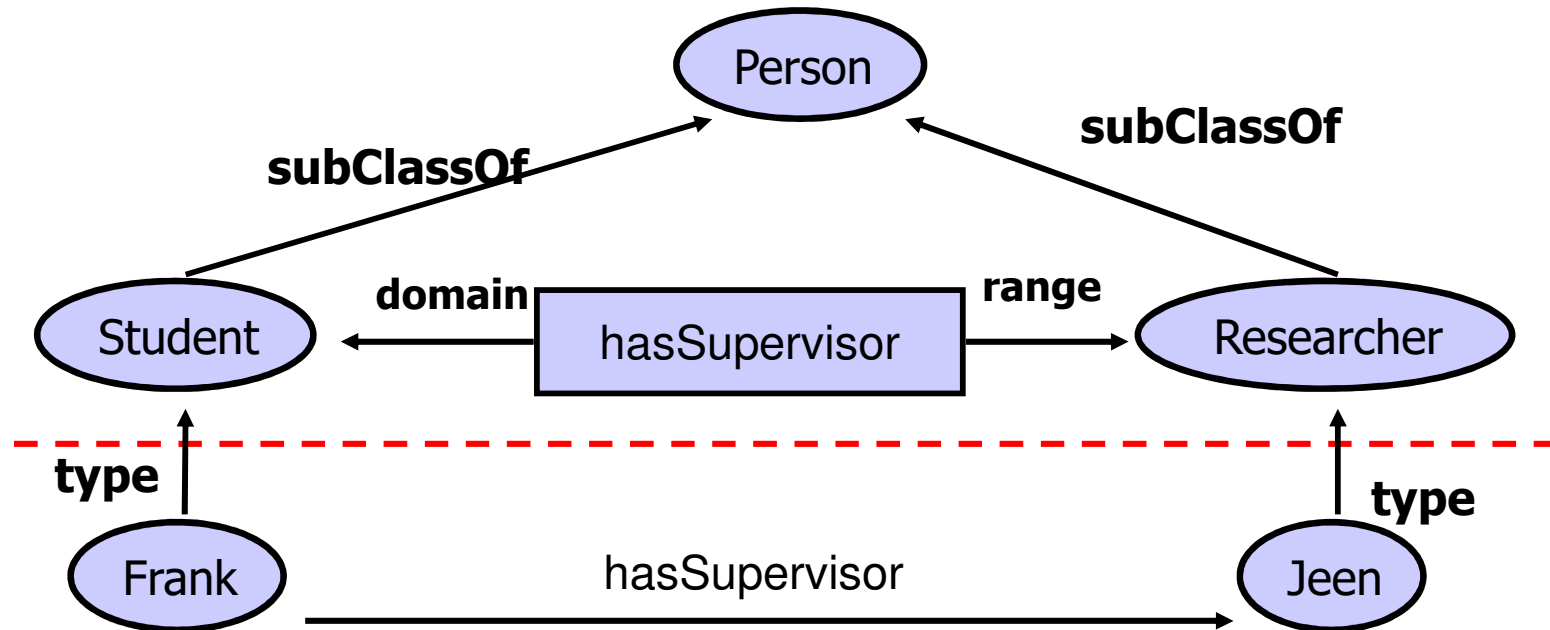 Person
subClassOf
subClassOf
domain
range
Student
hasSupervisor
Researcher
type
type
Frank
hasSupervisor
Jeen